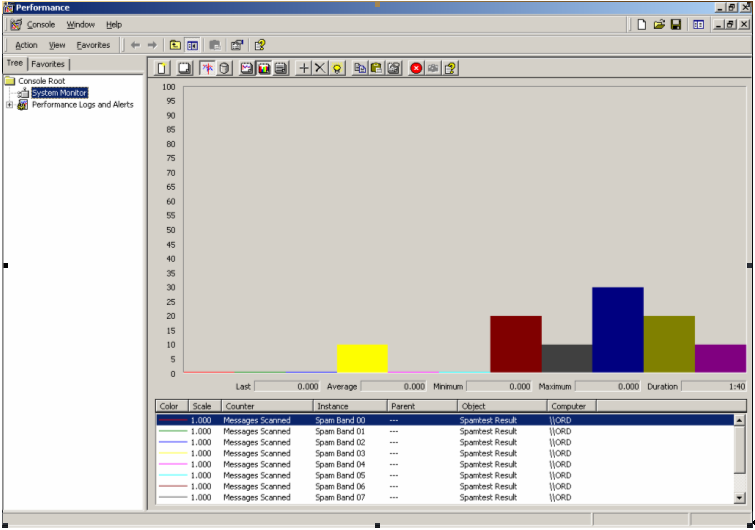 Performance
Console Window Help
Action View Favorites
Tree Favorites
Console Root
System Monitor
Performance Logs and Alerts
100
95
90
85
80
75
70
65
60
55
50
45
40
35
30
25
20
15
10
5
0
Last 0.000 Average 0.000 Minimum 0.000 Maximum 0.000 Duration 1:40
Color Scale Counter Instance Parent Object Computer
1.000 Messages Scanned Spam Band 00 --- Spamtest Result \\ORD
1.000 Messages Scanned Spam Band 01 --- Spamtest Result \\ORD
1.000 Messages Scanned Spam Band 02 --- Spamtest Result \\ORD
1.000 Messages Scanned Spam Band 03 --- Spamtest Result \\ORD
1.000 Messages Scanned Spam Band 04 --- Spamtest Result \\ORD
1.000 Messages Scanned Spam Band 05 --- Spamtest Result \\ORD
1.000 Messages Scanned Spam Band 06 --- Spamtest Result \\ORD
1.000 Messages Scanned Spam Band 07 --- Spamtest Result \\ORD